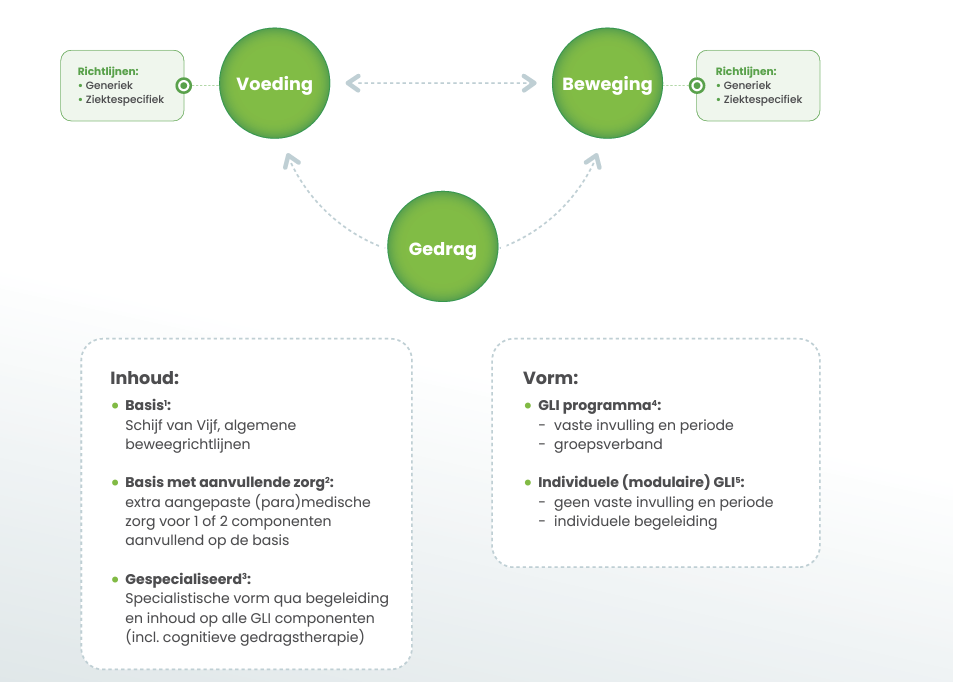 Richtlijnen:
• Generiek
• Ziektespecifiek
Voeding
Beweging
Richtlijnen:
• Generiek
• Ziektespecifiek
Gedrag
Inhoud:
• Basis¹:
Schijf van Vijf, algemene
beweegrichtlijnen
• Basis met aanvullende zorg²:
extra aangepaste (para)medische
zorg voor 1 of 2 componenten
aanvullend op de basis
• Gespecialiseerd³:
Specialistische vorm qua begeleiding
en inhoud op alle GLI componenten
(incl. cognitieve gedragstherapie)
Vorm:
• GLI programma⁴:
- vaste invulling en periode
- groepsverband
• Individuele (modulaire) GLI⁵:
- geen vaste invulling en periode
- individuele begeleiding